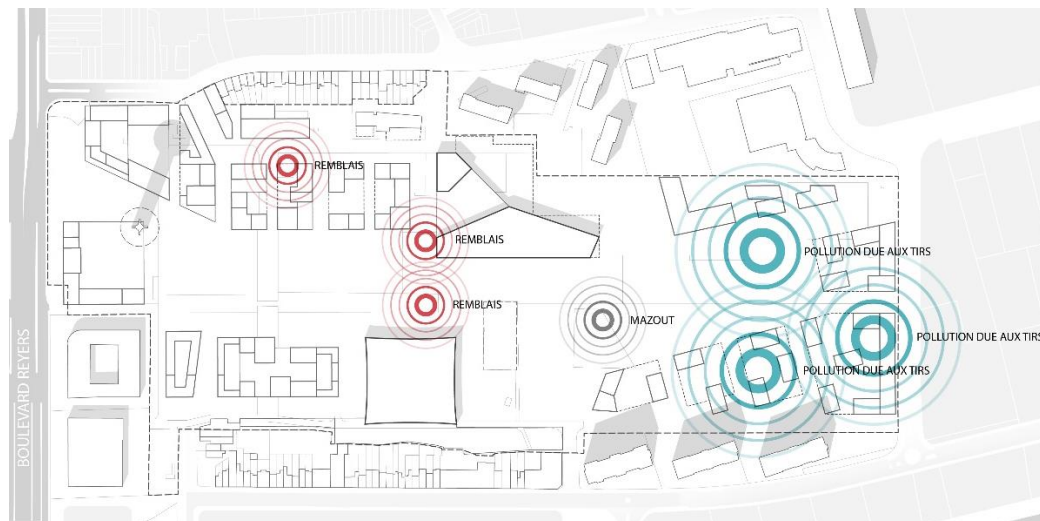 REMBLAIS
REMBLAIS
POLLUTION DUE AUX TIRS
REMBLAIS
MAZOUT
POLLUTION DUE AUX TIRS
POLLUTION DUE AUX TIRS
BOULEVARD REYERS